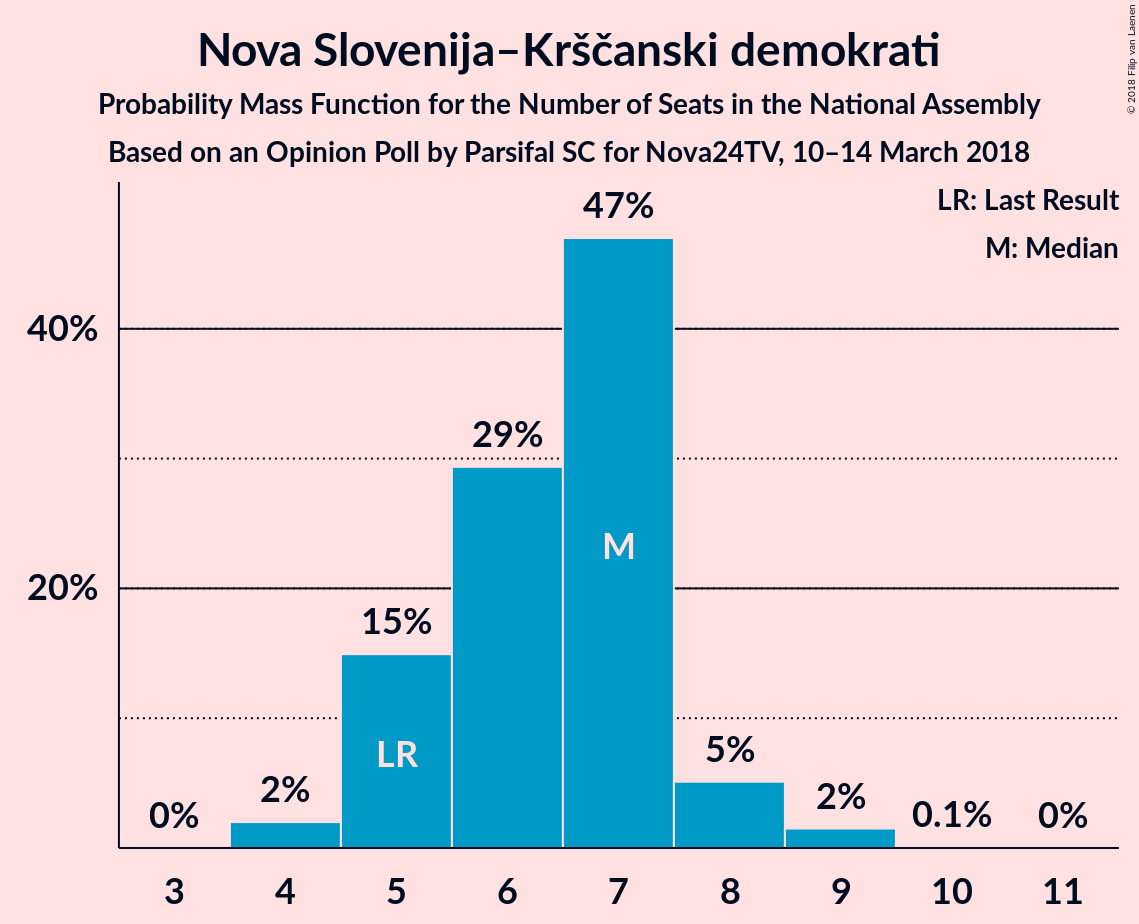 Nova Slovenija–Krščanski demokrati
Probability Mass Function for the Number of Seats in the National Assembly
Based on an Opinion Poll by Parsifal SC for Nova24TV, 10–14 March 2018
© 2018 Filip van Laenen
LR: Last Result
M: Median
40%
20%
0%
2%
15%
29%
47%
5%
2%
0.1%
0%
LR
M
3 4 5 6 7 8 9 10 11